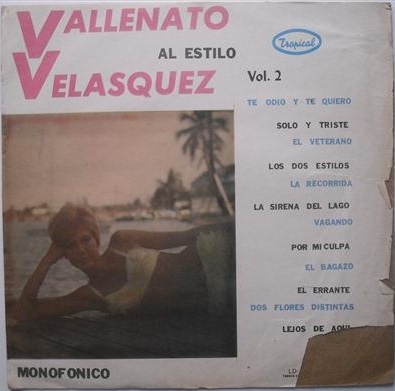 VALLENATO
AL ESTILO
VELASQUEZ
Tropical
Vol. 2
TE ODIO Y TE QUIERO
SOLO Y TRISTE
EL VETERANO
LOS DOS ESTILOS
LA RECORRIDA
LA SIRENA DEL LAGO
VAGANDO
POR MI CULPA
EL BAGAZO
EL ERRANTE
DOS FLORES DISTINTAS
LEJOS DE
MONOFONICO
LD